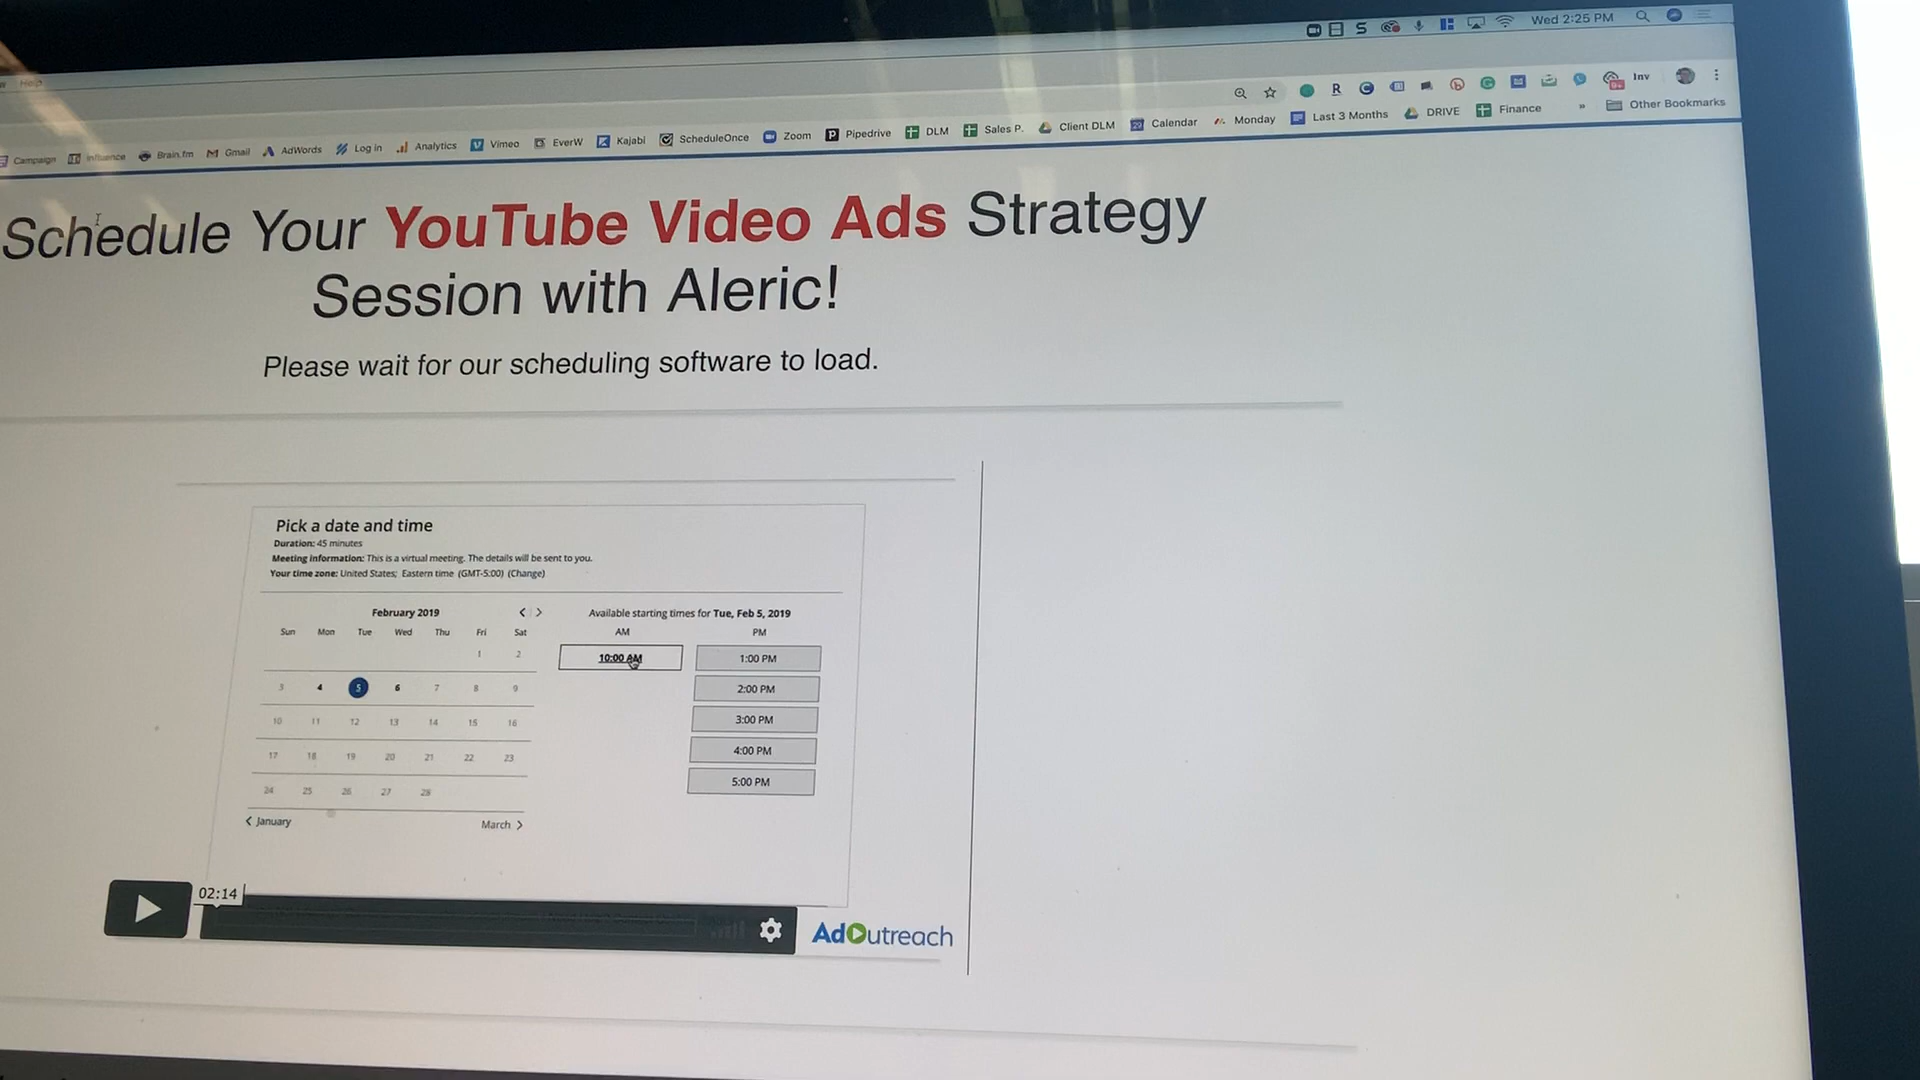 Help
Wed 2:25 PM
Inv
Campaign Influence Brain.fm Gmail AdWords Log in Analytics Vimeo EverW Kajabi ScheduleOnce Zoom Pipedrive DLM Sales P. Client DLM Calendar Monday Last 3 Months DRIVE Finance » Other Bookmarks
Schedule Your YouTube Video Ads Strategy
Session with Aleric!
Please wait for our scheduling software to load.
Pick a date and time
Duration: 45 minutes
Meeting information: This is a virtual meeting. The details will be sent to you.
Your time zone: United States; Eastern time (GMT-5:00) (Change)
February 2019 < >
Sun Mon Tue Wed Thu Fri Sat
1 2
3 4 5 6 7 8 9
10 11 12 13 14 15 16
17 18 19 20 21 22 23
24 25 26 27 28
< January March >
Available starting times for Tue, Feb 5, 2019
AM PM
10:00 AM 1:00 PM
2:00 PM
3:00 PM
4:00 PM
5:00 PM
02:14
AdOutreach